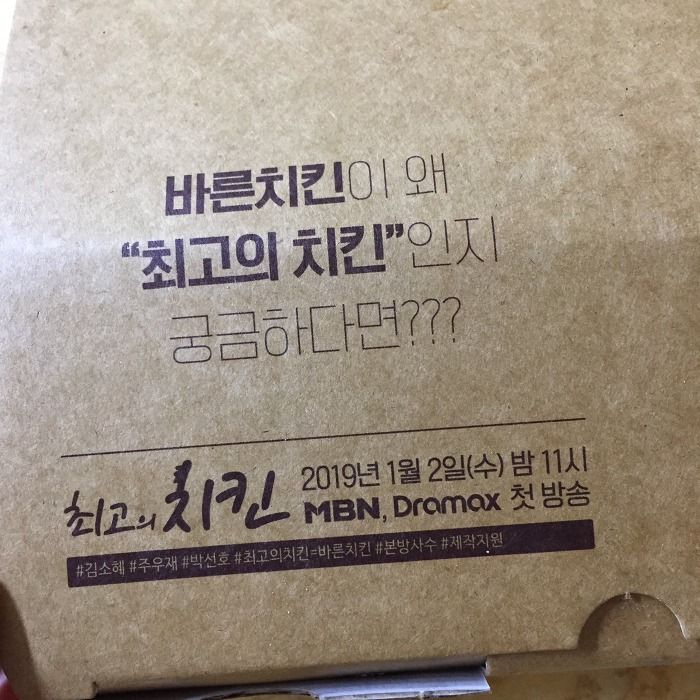 바른치킨이 왜
“최고의 치킨”인지
궁금하다면???
최고의 치킨
2019년 1월 2일(수) 밤 11시
MBN, Dramax 첫 방송
#김소혜 #주우재 #박선호 #최고의치킨=바른치킨 #본방사수 #제작지원